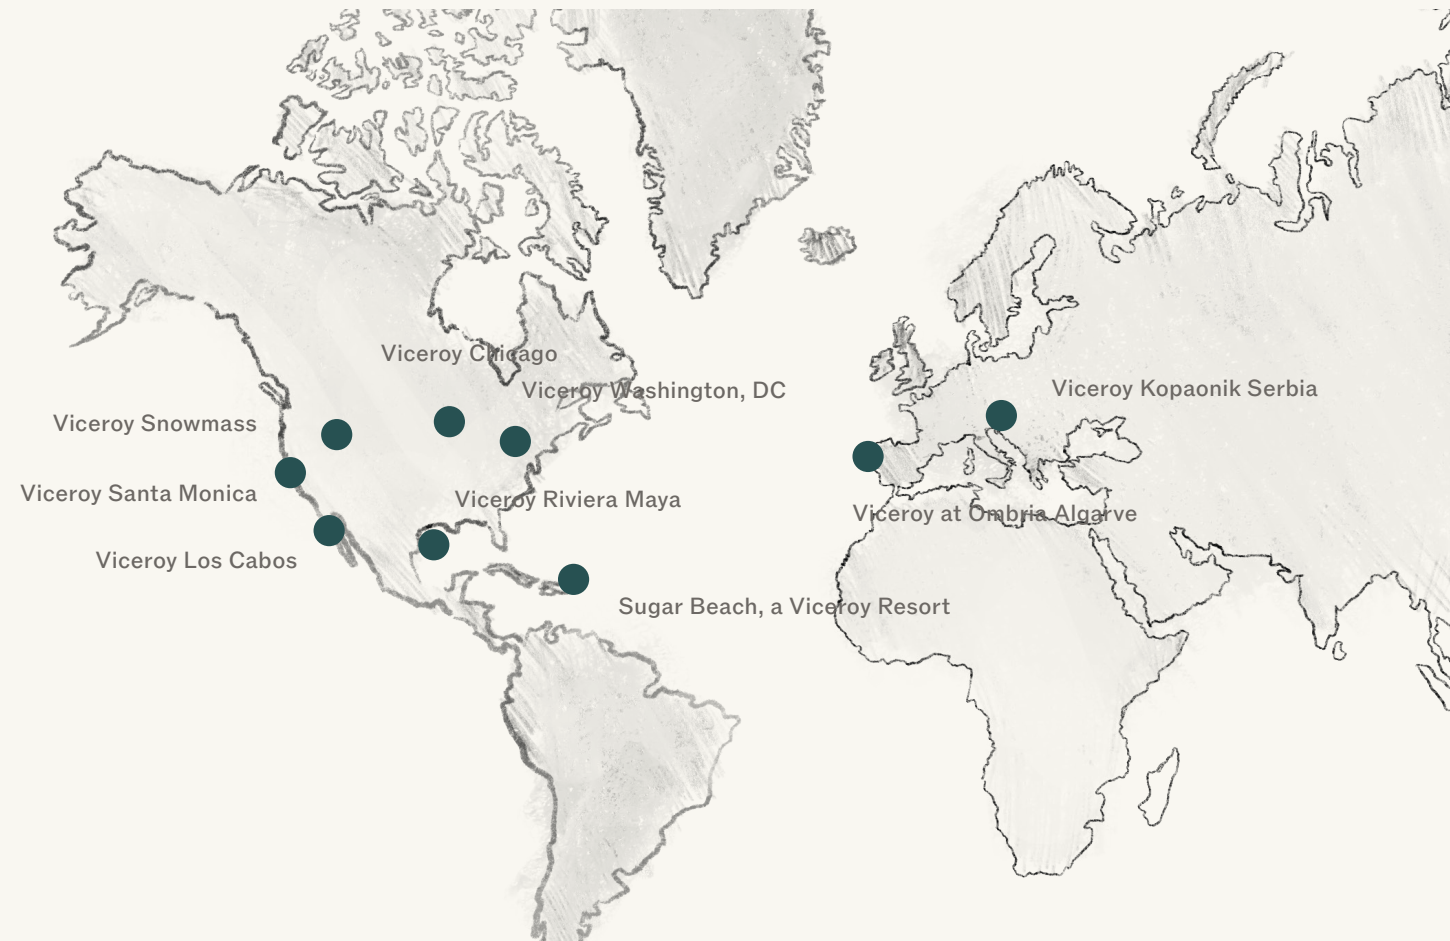 Viceroy Chicago
Viceroy Washington, DC
Viceroy Kopaonik Serbia
Viceroy Snowmass
Viceroy Santa Monica
Viceroy Riviera Maya
Viceroy at Ombria Algarve
Viceroy Los Cabos
Sugar Beach, a Viceroy Resort